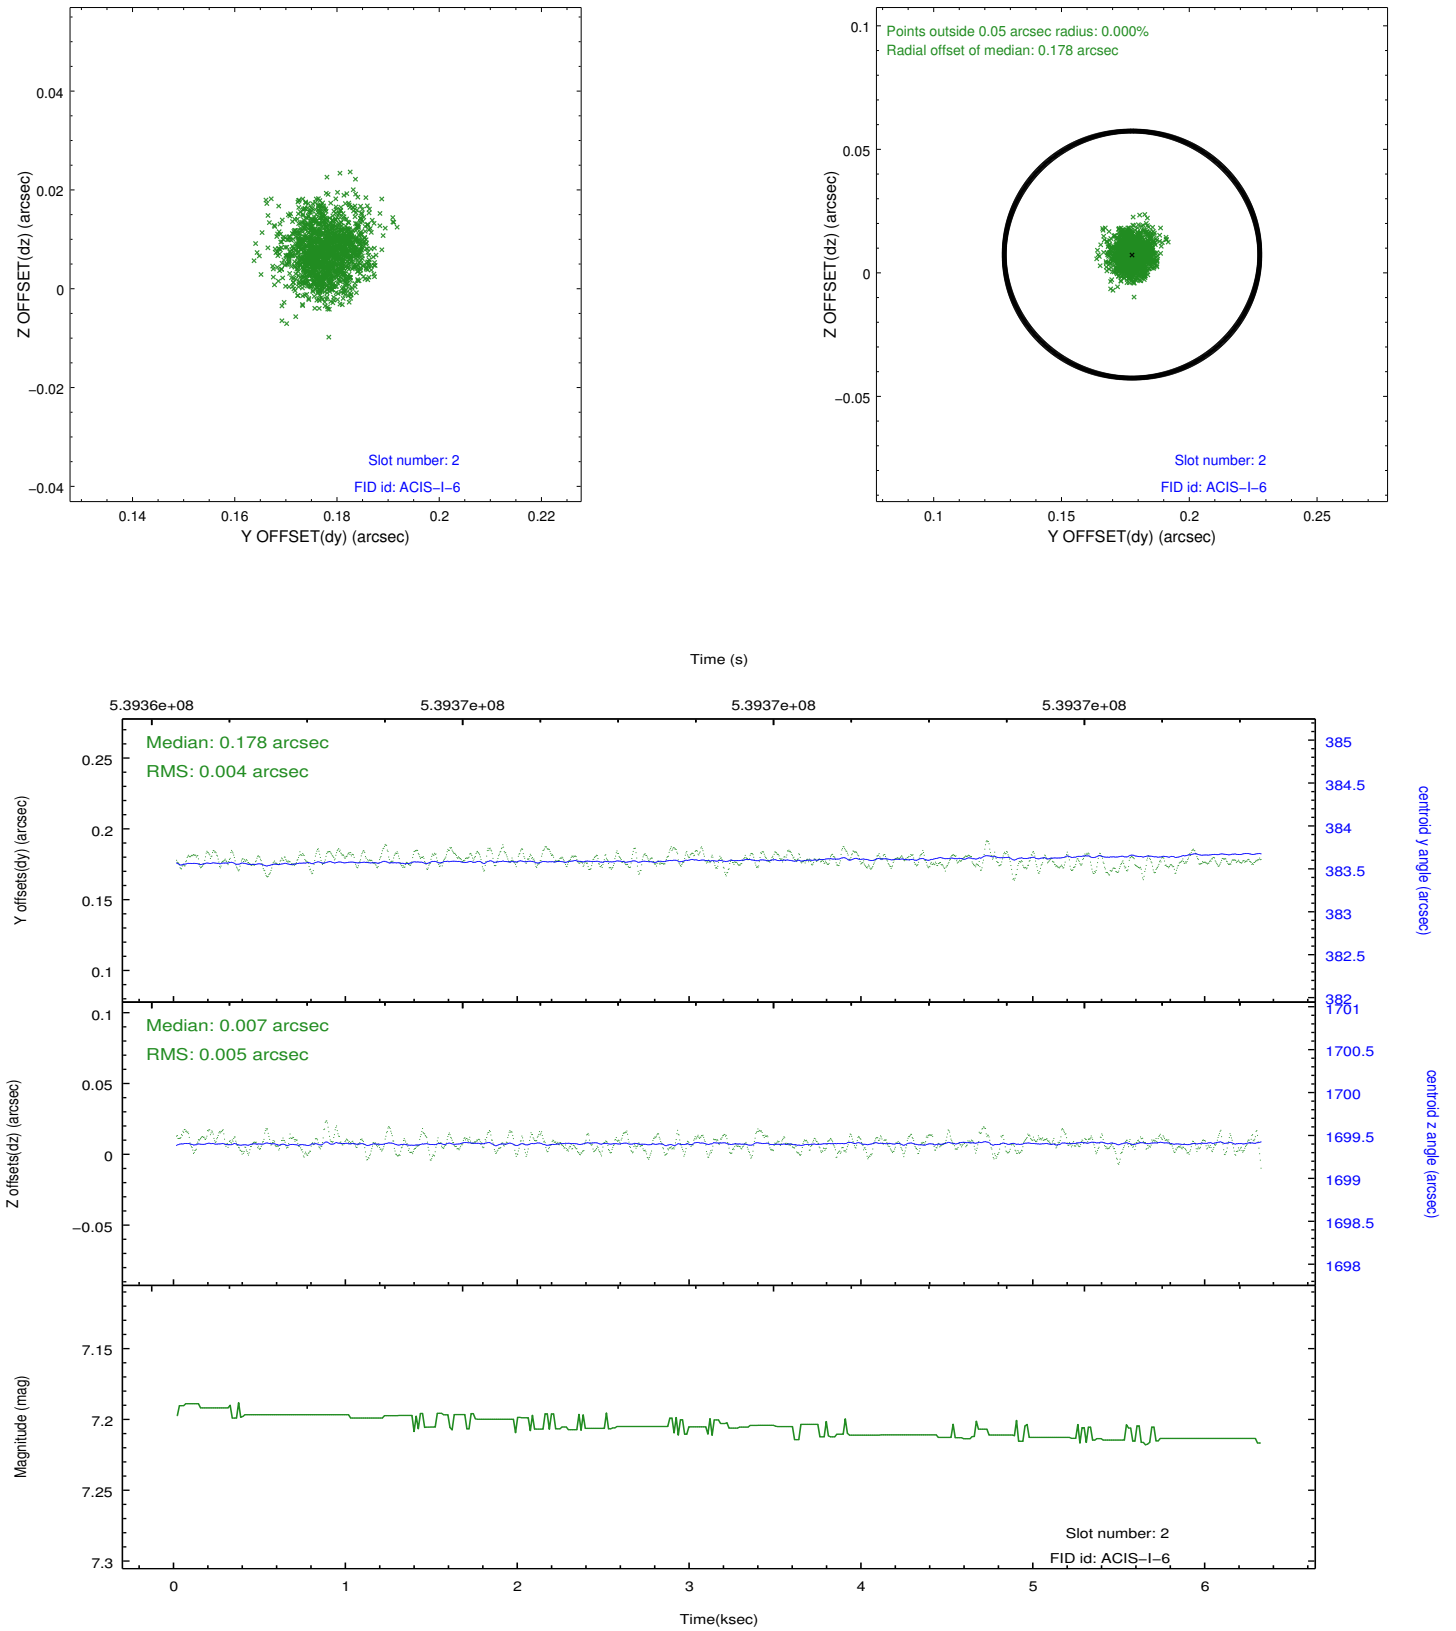 0.04
0.02
0
−0.02
−0.04
Z OFFSET(dz) (arcsec)
Slot number: 2
FID id: ACIS−I−6
0.14
0.16
0.18
0.2
0.22
Y OFFSET(dy) (arcsec)
Points outside 0.05 arcsec radius: 0.000%
Radial offset of median: 0.178 arcsec
0.1
0.05
0
−0.05
Z OFFSET(dz) (arcsec)
Slot number: 2
FID id: ACIS−I−6
0.1
0.15
0.2
0.25
Y OFFSET(dy) (arcsec)
Time (s)
5.3936e+08
5.3937e+08
5.3937e+08
5.3937e+08
Median: 0.178 arcsec
RMS: 0.004 arcsec
0.25
0.2
0.15
0.1
Y offsets(dy) (arcsec)
385
384.5
384
383.5
383
382.5
382
centroid y angle (arcsec)
Median: 0.007 arcsec
RMS: 0.005 arcsec
0.1
0.05
0
−0.05
Z offsets(dz) (arcsec)
1701
1700.5
1700
1699.5
1699
1698.5
1698
centroid z angle (arcsec)
7.15
7.2
7.25
7.3
Magnitude (mag)
Slot number: 2
FID id: ACIS−I−6
0
1
2
3
4
5
6
Time(ksec)